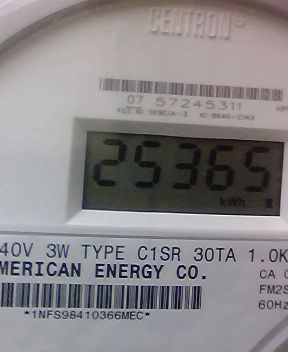 CENTRON®
07 57245311
25365
kWh
40V 3W TYPE C1SR 30TA 1.0K
MERICAN ENERGY CO.
CA 0
FM2S
60Hz
*1NFS98410366MEC*